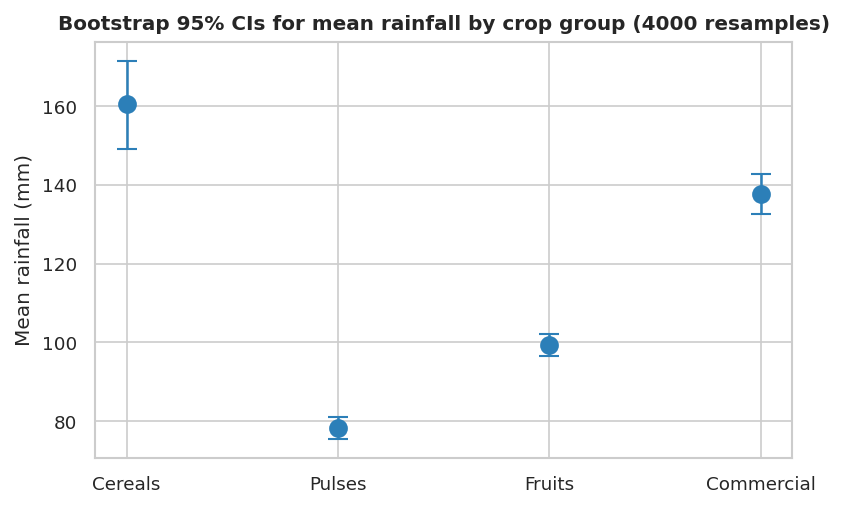 Bootstrap 95% CIs for mean rainfall by crop group (4000 resamples)
Mean rainfall (mm)
160
140
120
100
80
Cereals
Pulses
Fruits
Commercial